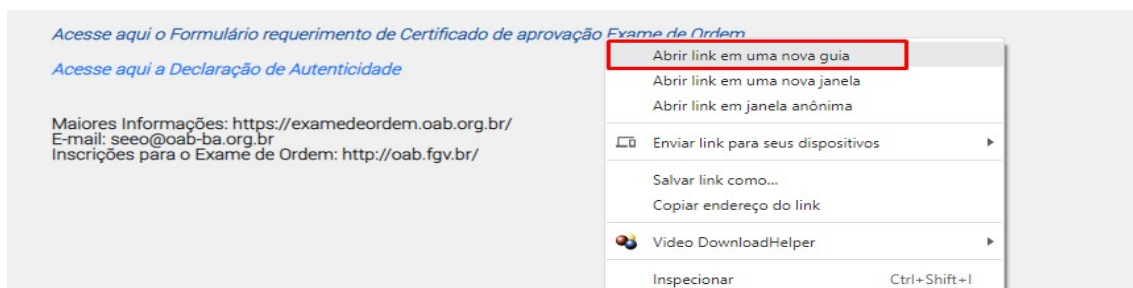 Acesse aqui o Formulário requerimento de Certificado de aprovação Exame de Ordem
Acesse aqui a Declaração de Autenticidade
Maiores Informações: https://examedeordem.oab.org.br/
E-mail: seeo@oab-ba.org.br
Inscrições para o Exame de Ordem: http://oab.fgv.br/
Abrir link em uma nova guia
Abrir link em uma nova janela
Abrir link em janela anônima
Enviar link para seus dispositivos
Salvar link como...
Copiar endereço do link
Video DownloadHelper
Inspecionar Ctrl+Shift+I